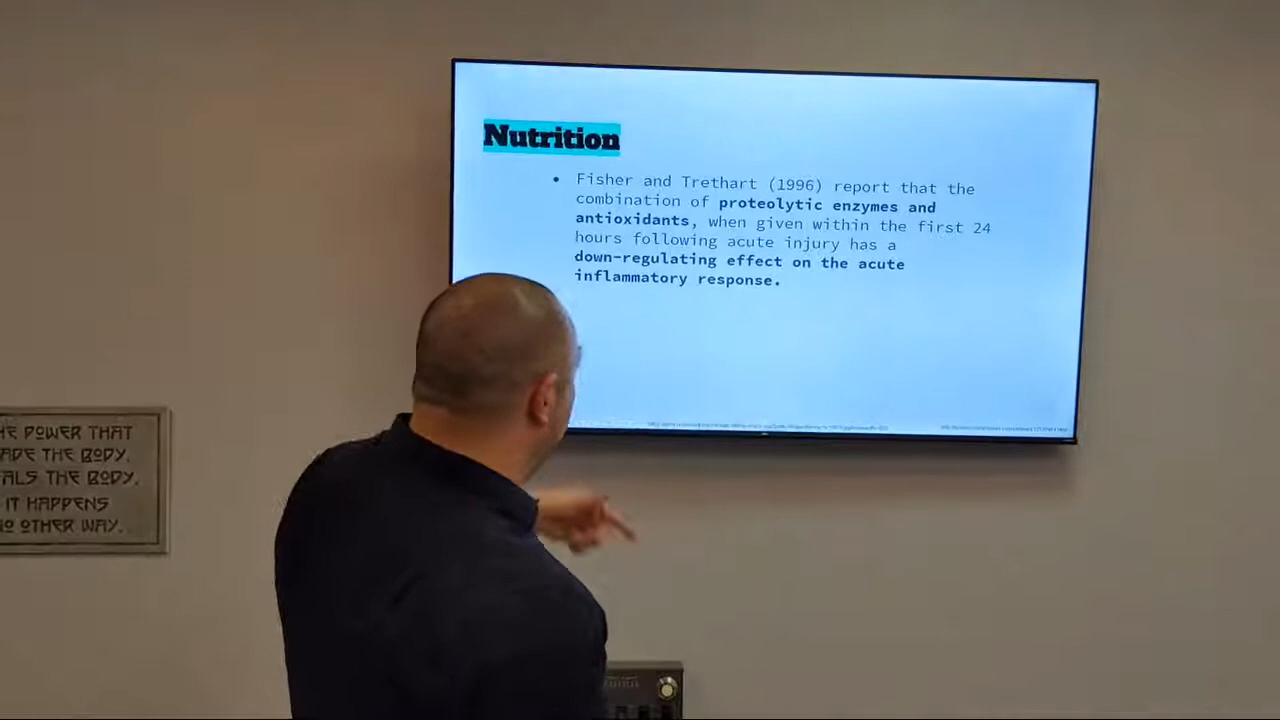 Nutrition
• Fisher and Trethart (1996) report that the
combination of proteolytic enzymes and
antioxidants, when given within the first 24
hours following acute injury has a
down-regulating effect on the acute
inflammatory response.
HE POWER THAT
ADE THE BODY,
ALS THE BODY,
IT HAPPENS
NO OTHER WAY.